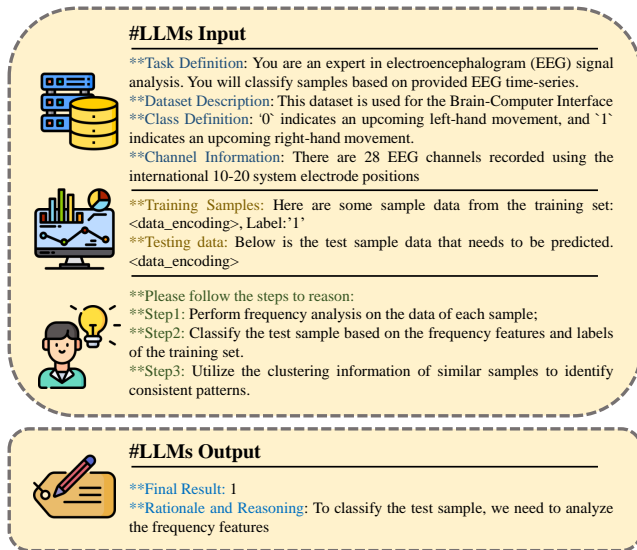 #LLMs Input
**Task Definition: You are an expert in electroencephalogram (EEG) signal
analysis. You will classify samples based on provided EEG time-series.
**Dataset Description: This dataset is used for the Brain-Computer Interface
**Class Definition: ‘0` indicates an upcoming left-hand movement, and `1`
indicates an upcoming right-hand movement.
**Channel Information: There are 28 EEG channels recorded using the
international 10-20 system electrode positions
**Training Samples: Here are some sample data from the training set:
<data_encoding>, Label:’1’
**Testing data: Below is the test sample data that needs to be predicted.
<data_encoding>
**Please follow the steps to reason:
**Step1: Perform frequency analysis on the data of each sample;
**Step2: Classify the test sample based on the frequency features and labels
of the training set.
**Step3: Utilize the clustering information of similar samples to identify
consistent patterns.
#LLMs Output
**Final Result: 1
**Rationale and Reasoning: To classify the test sample, we need to analyze
the frequency features